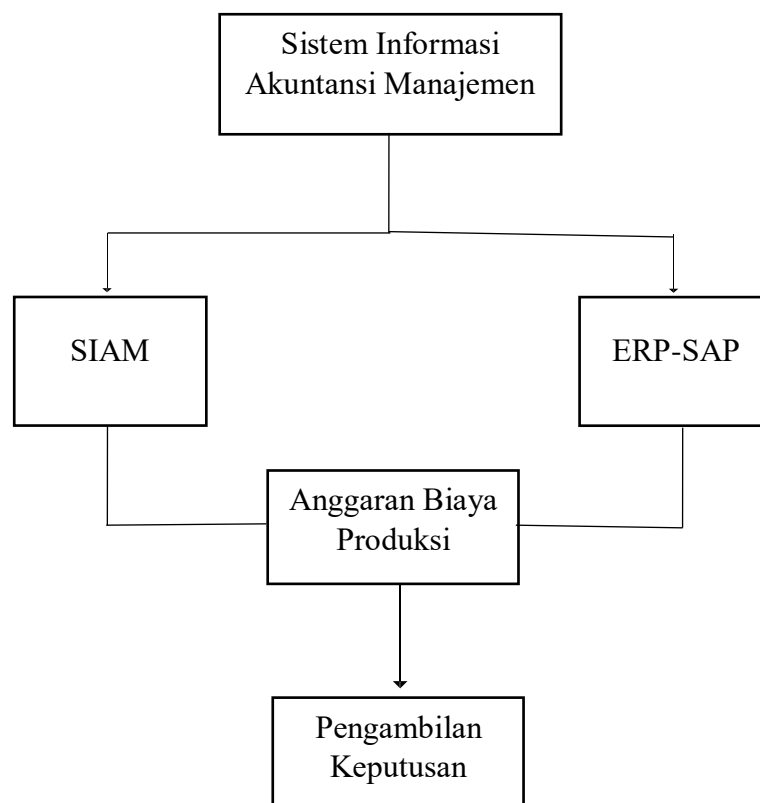 Sistem Informasi
Akuntansi Manajemen
SIAM
ERP-SAP
Anggaran Biaya
Produksi
Pengambilan
Keputusan